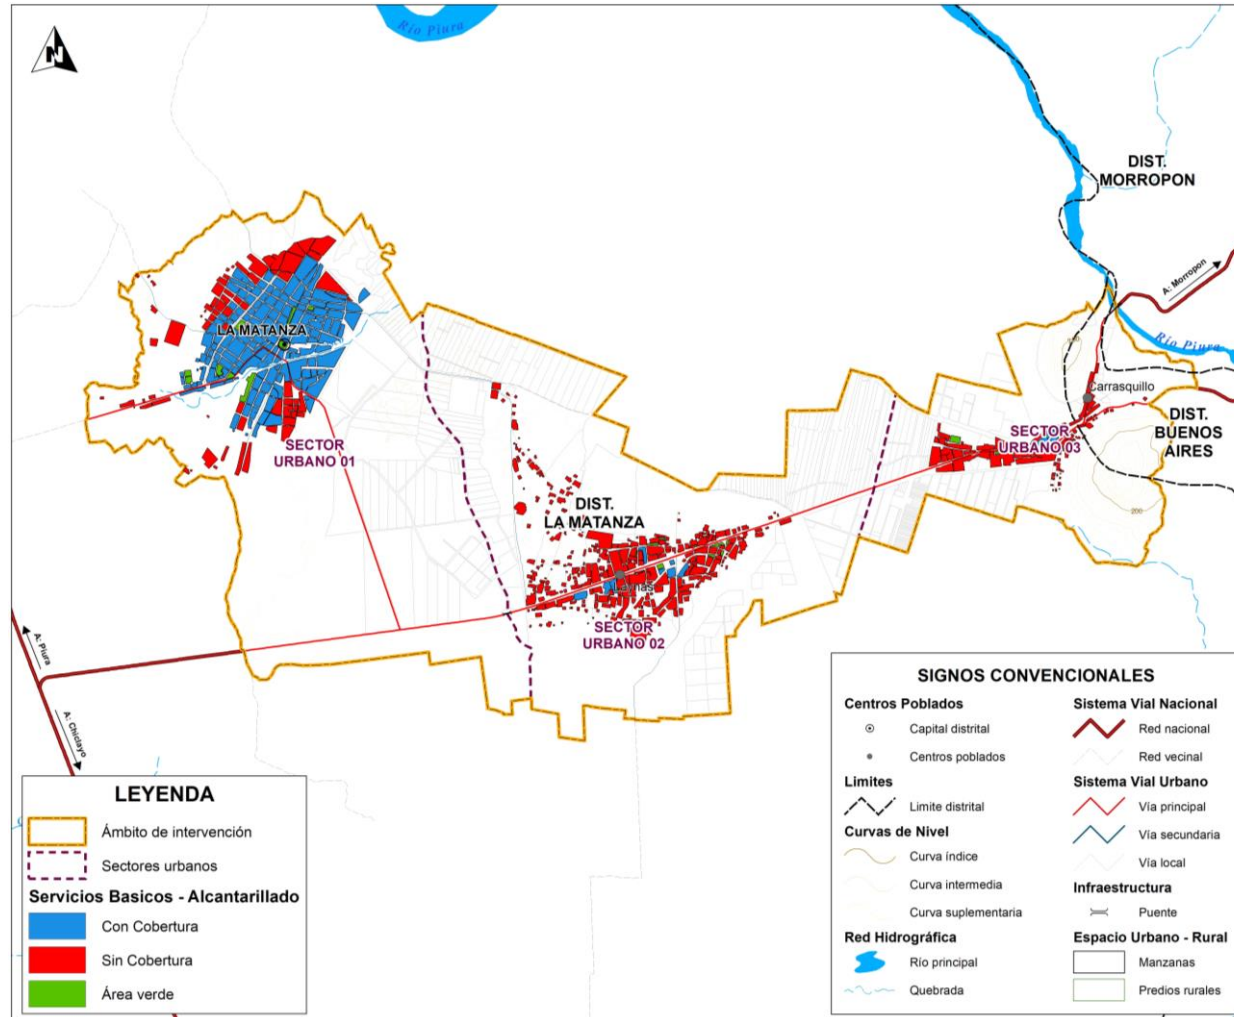 Río Piura
N
DIST.
MORROPON
A: Morropon
Río Piura
LA MATANZA
Carrasquillo
SECTOR
URBANO 03
DIST.
BUENOS
AIRES
SECTOR
URBANO 01
DIST.
LA MATANZA
200
SECTOR
URBANO 02
A: Piura
A: Chiclayo
LEYENDA
Ámbito de intervención
Sectores urbanos
Servicios Basicos - Alcantarillado
Con Cobertura
Sin Cobertura
Área verde
SIGNOS CONVENCIONALES
Centros Poblados
Capital distrital
Centros poblados
Limites
Limite distrital
Curvas de Nivel
Curva índice
Curva intermedia
Curva suplementaria
Red Hidrográfica
Río principal
Quebrada
Sistema Vial Nacional
Red nacional
Red vecinal
Sistema Vial Urbano
Vía principal
Vía secundaria
Vía local
Infraestructura
Puente
Espacio Urbano - Rural
Manzanas
Predios rurales